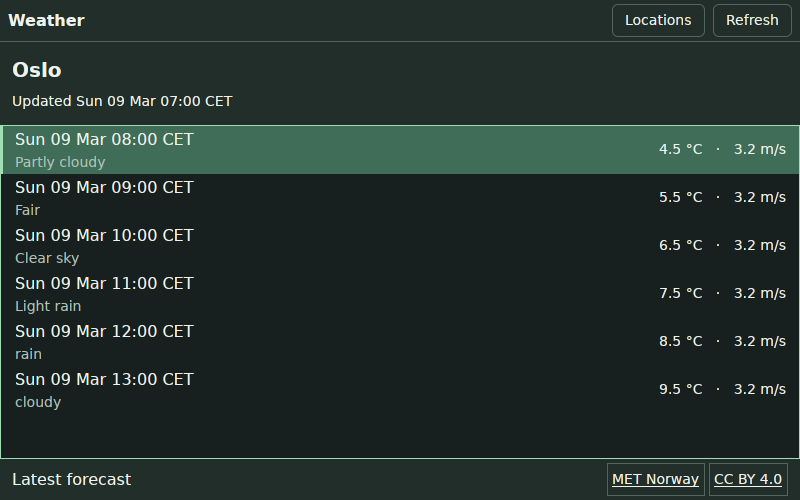 Weather
Locations
Refresh
Oslo
Updated Sun 09 Mar 07:00 CET
Sun 09 Mar 08:00 CET
Partly cloudy
4.5 °C · 3.2 m/s
Sun 09 Mar 09:00 CET
Fair
5.5 °C · 3.2 m/s
Sun 09 Mar 10:00 CET
Clear sky
6.5 °C · 3.2 m/s
Sun 09 Mar 11:00 CET
Light rain
7.5 °C · 3.2 m/s
Sun 09 Mar 12:00 CET
rain
8.5 °C · 3.2 m/s
Sun 09 Mar 13:00 CET
cloudy
9.5 °C · 3.2 m/s
Latest forecast
MET Norway
CC BY 4.0